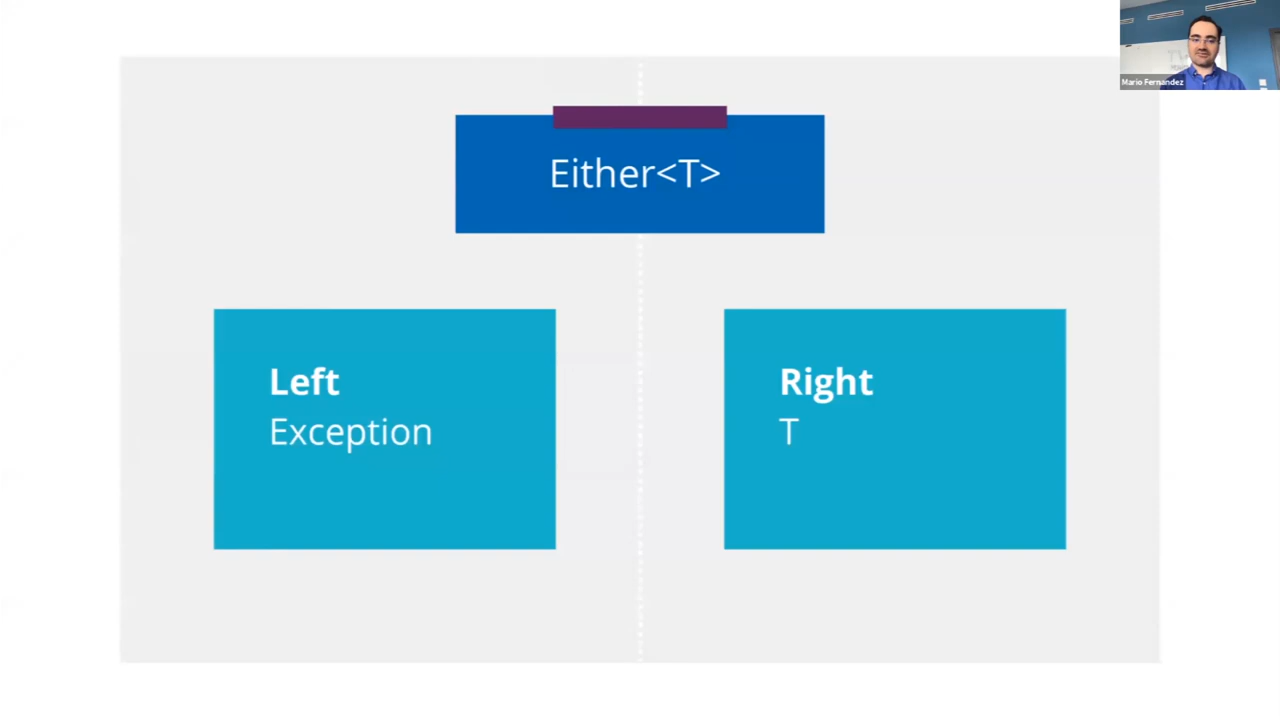 Mario Fernandez
Either<T>
Left
Exception
Right
T